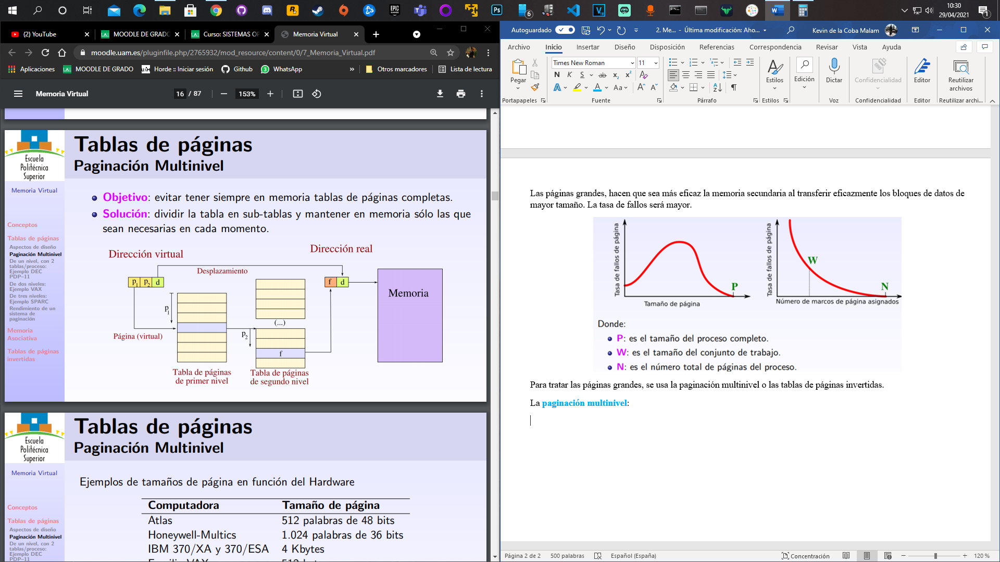 10:30
29/04/2021
6
1
(2) YouTube
MOODLE DE GRADO
Curso: SISTEMAS OP
Memoria Virtual
moodle.uam.es/pluginfile.php/2765932/mod_resource/content/0/7_Memoria_Virtual.pdf
Aplicaciones
MOODLE DE GRADO
Horde :: Iniciar sesión
Github
WhatsApp
»
Otros marcadores
Lista de lectura
Memoria Virtual
16 / 87
153%
Escuela
Politécnica
Superior
Memoria Virtual
Conceptos
Tablas de páginas
Aspectos de diseño
Paginación Multinivel
De un nivel, con 2
tablas/proceso:
Ejemplo DEC
PDP-11
De dos niveles:
Ejemplo VAX
De tres niveles:
Ejemplo SPARC
Rendimiento de un
sistema de
paginación
Memoria
Asociativa
Tablas de páginas
invertidas
Tablas de páginas
Paginación Multinivel
Objetivo: evitar tener siempre en memoria tablas de páginas completas.
Solución: dividir la tabla en sub-tablas y mantener en memoria sólo las que
sean necesarias en cada momento.
Dirección virtual
Dirección real
Desplazamiento
p1 p2 d
f d
Memoria
p1
(...)
Página (virtual)
p2
f
Tabla de páginas
de primer nivel
Tabla de páginas
de segundo nivel
Escuela
Politécnica
Superior
Memoria Virtual
Conceptos
Tablas de páginas
Aspectos de diseño
Paginación Multinivel
De un nivel, con 2
tablas/proceso:
Ejemplo DEC
PDP-11
Tablas de páginas
Paginación Multinivel
Ejemplos de tamaños de página en función del Hardware
Computadora Tamaño de página
Atlas 512 palabras de 48 bits
Honeywell-Multics 1.024 palabras de 36 bits
IBM 370/XA y 370/ESA 4 Kbytes
Autoguardado
2. Me... - Última modificación: Aho...
Kevin de la Coba Malam
Archivo Inicio Insertar Diseño Disposición Referencias Correspondencia Revisar Vista Ayuda
Pegar
Times New Roman 11
N K S ab x2 x2
Aa
Estilos
Edición
Dictar
Confidencialidad
Editor
Reutilizar
archivos
Portapapeles Fuente Párrafo Estilos Voz Confidencialidad Editor Reutilizar archi...
Las páginas grandes, hacen que sea más eficaz la memoria secundaria al transferir eficazmente los bloques de datos de
mayor tamaño. La tasa de fallos será mayor.
Tasa de fallos de página
P
Tamaño de página
Tasa de fallos de página
W
N
Número de marcos de página asignados
Donde:
P: es el tamaño del proceso completo.
W: es el tamaño del conjunto de trabajo.
N: es el número total de páginas del proceso.
Para tratar las páginas grandes, se usa la paginación multinivel o las tablas de páginas invertidas.
La paginación multinivel:
Página 2 de 2
500 palabras
Español (España)
Concentración
120 %